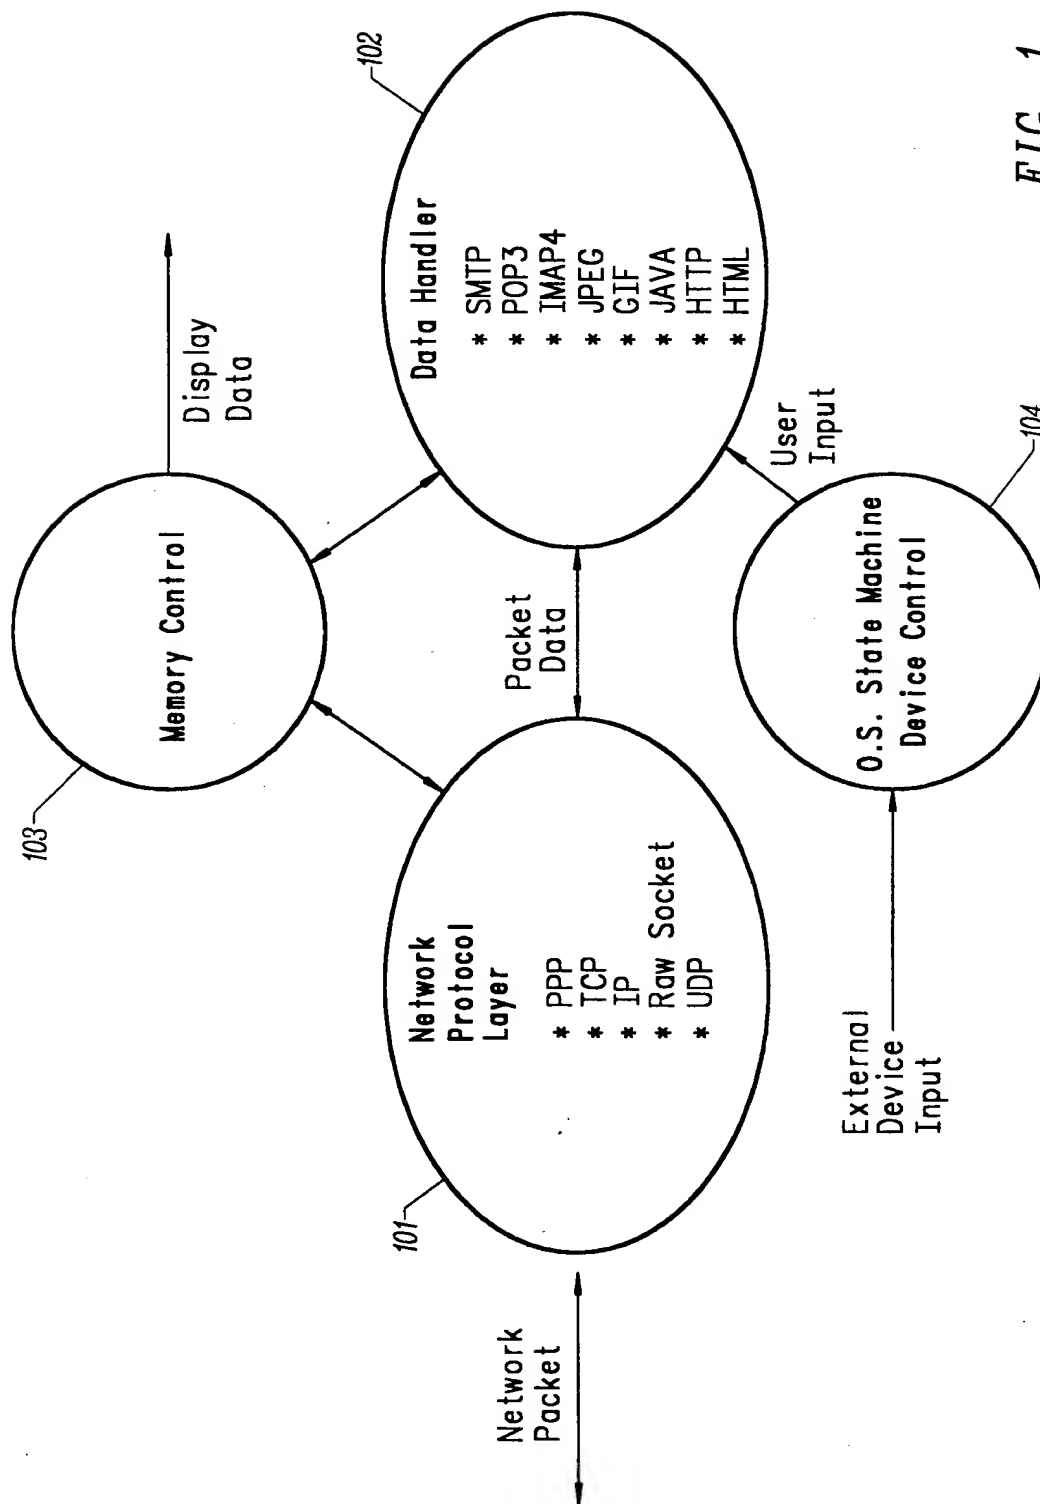 103
Memory Control
Display
Data
102
Data Handler
* SMTP
* POP3
* IMAP4
* JPEG
* GIF
* JAVA
* HTTP
* HTML
101
Network
Protocol
Layer
* PPP
* TCP
* IP
* Raw Socket
* UDP
Network
Packet
Packet
Data
User
Input
External
Device
Input
O.S. State Machine
Device Control
104
FIG. 1